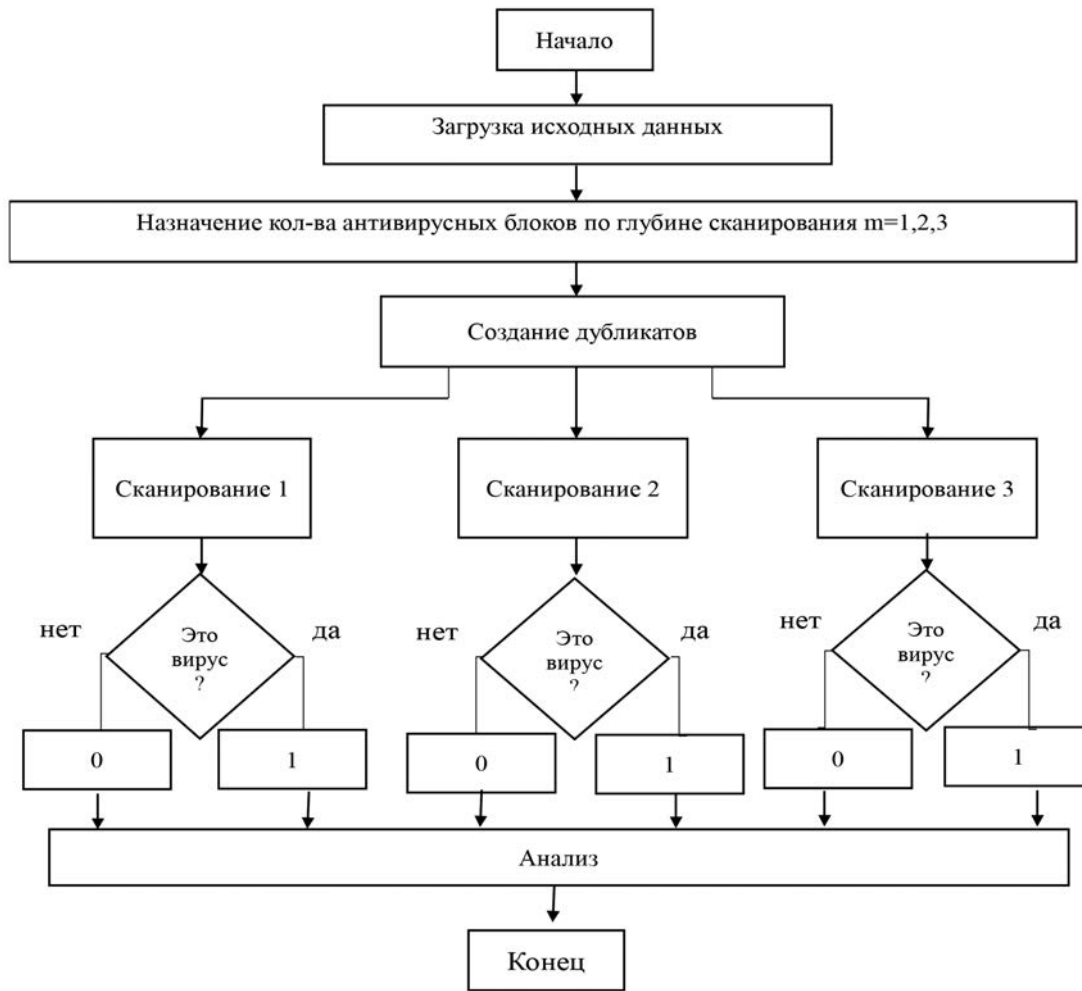 Начало
Загрузка исходных данных
Назначение кол-ва антивирусных блоков по глубине сканирования m=1,2,3
Создание дубликатов
Сканирование 1
Сканирование 2
Сканирование 3
нет
Это
вирус
?
да
нет
Это
вирус
?
да
нет
Это
вирус
?
да
0
1
0
1
0
1
Анализ
Конец